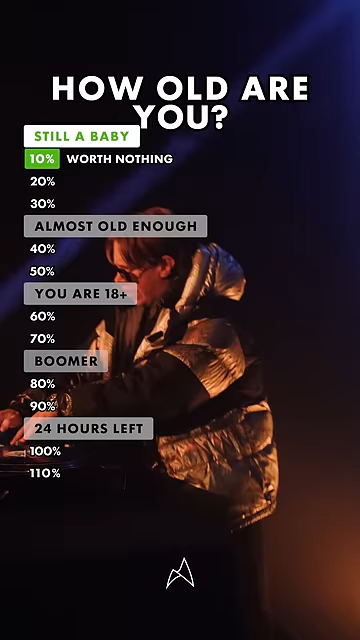 HOW OLD ARE
YOU?
STILL A BABY
10% WORTH NOTHING
20%
30%
ALMOST OLD ENOUGH
40%
50%
YOU ARE 18+
60%
70%
BOOMER
80%
90%
24 HOURS LEFT
100%
110%